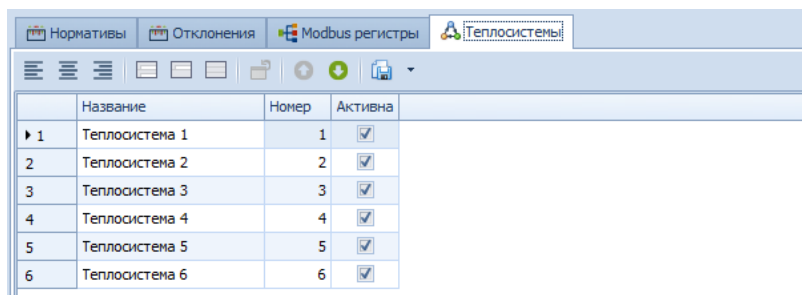 Нормативы Отклонения Modbus регистры Теплосистемы
Название Номер Активна
1 Теплосистема 1 1
2 Теплосистема 2 2
3 Теплосистема 3 3
4 Теплосистема 4 4
5 Теплосистема 5 5
6 Теплосистема 6 6